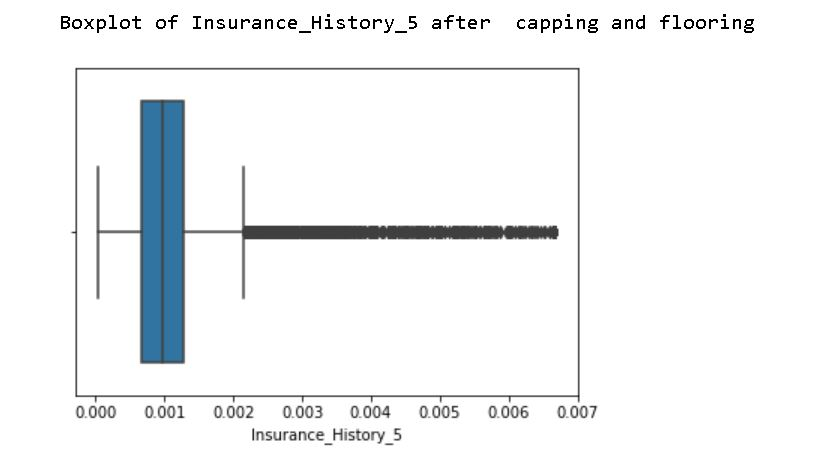 Boxplot of Insurance_History_5 after  capping and flooring
0.000 0.001 0.002 0.003 0.004 0.005 0.006 0.007
Insurance_History_5